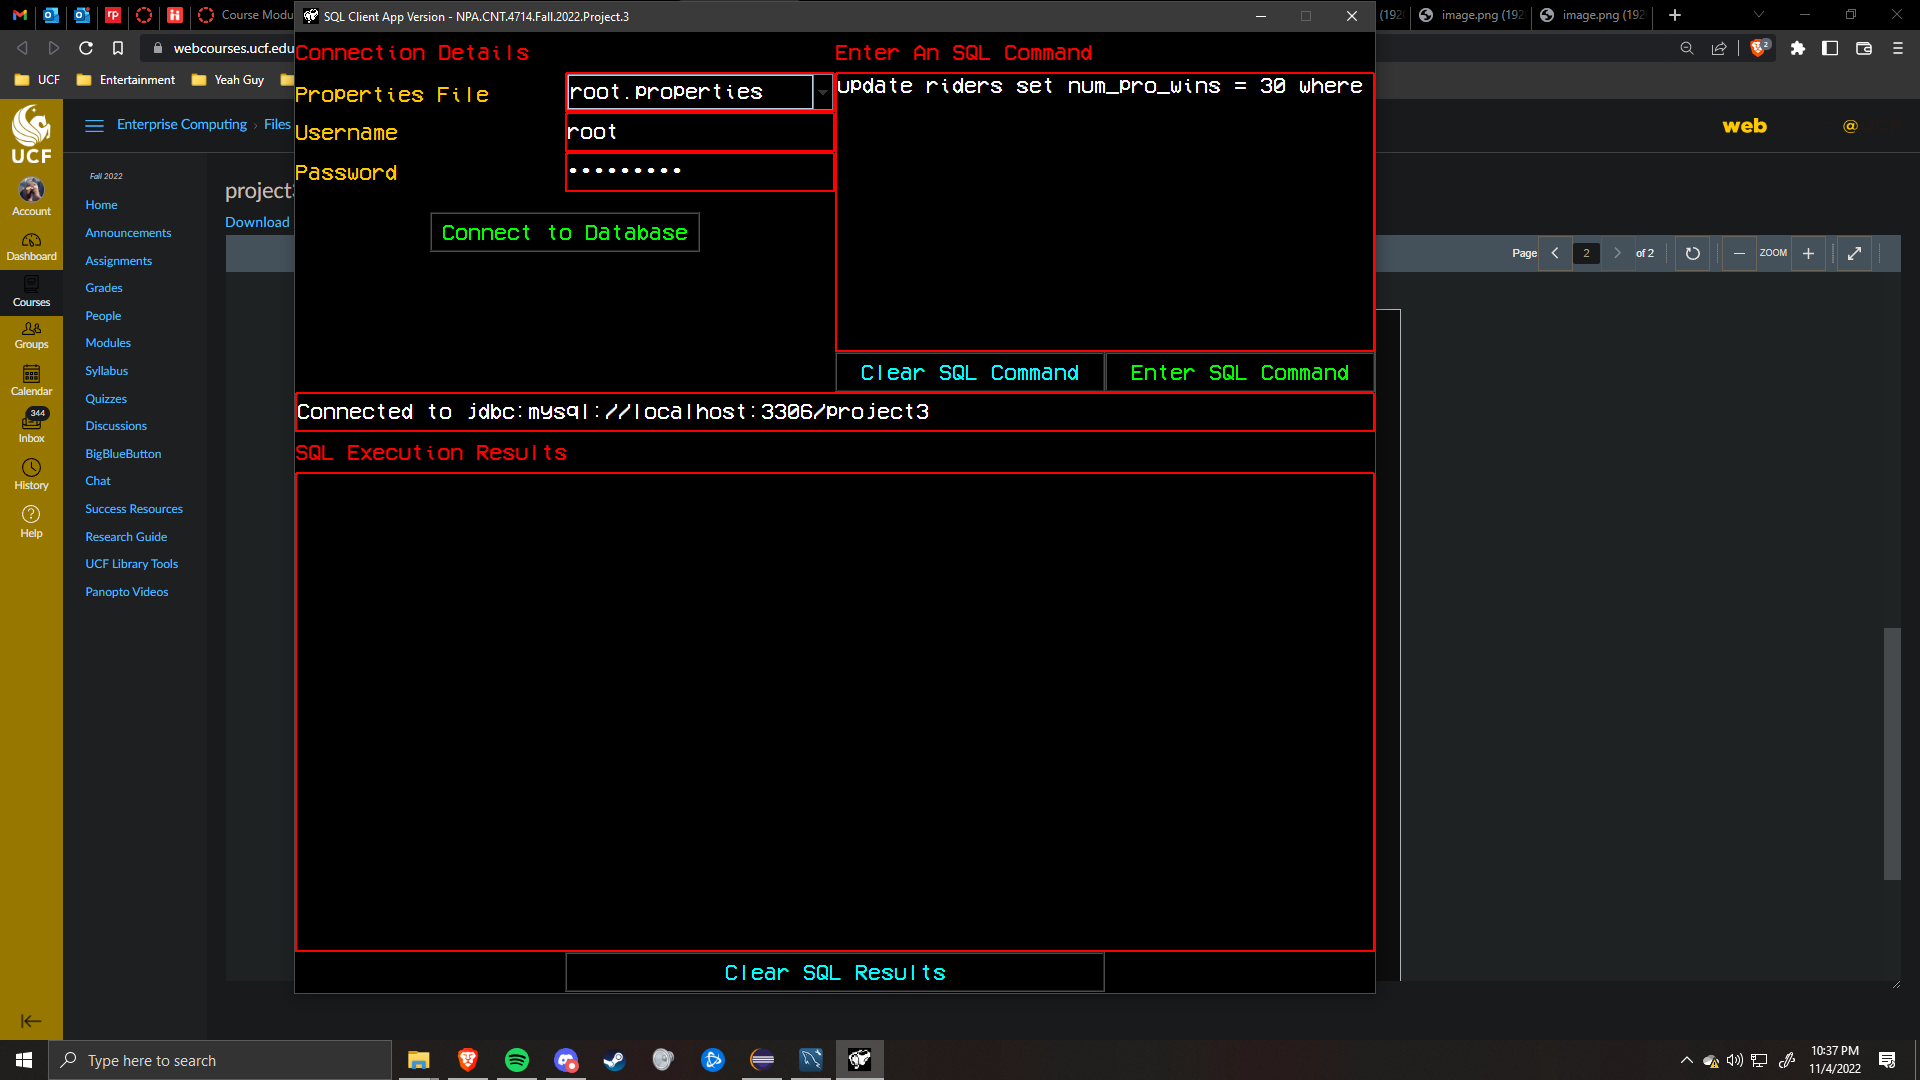 Course Modu
SQL Client App Version - NPA.CNT.4714.Fall.2022.Project.3
(192
image.png (192
image.png (192
webcourses.ucf.edu
2
UCF
Entertainment
Yeah Guy
Connection Details
Properties File
root.properties
Username
root
Password
•••••••••
Connect to Database
Enter An SQL Command
update riders set num_pro_wins = 30 where
Clear SQL Command
Enter SQL Command
Connected to jdbc:mysql://localhost:3306/project3
SQL Execution Results
Clear SQL Results
UCF
Account
Dashboard
Courses
Groups
Calendar
344
Inbox
History
Help
Enterprise Computing › Files
web
@
Fall 2022
Home
Announcements
Assignments
Grades
People
Modules
Syllabus
Quizzes
Discussions
BigBlueButton
Chat
Success Resources
Research Guide
UCF Library Tools
Panopto Videos
project3
Download
Page
2
of 2
ZOOM
Type here to search
10:37 PM
11/4/2022